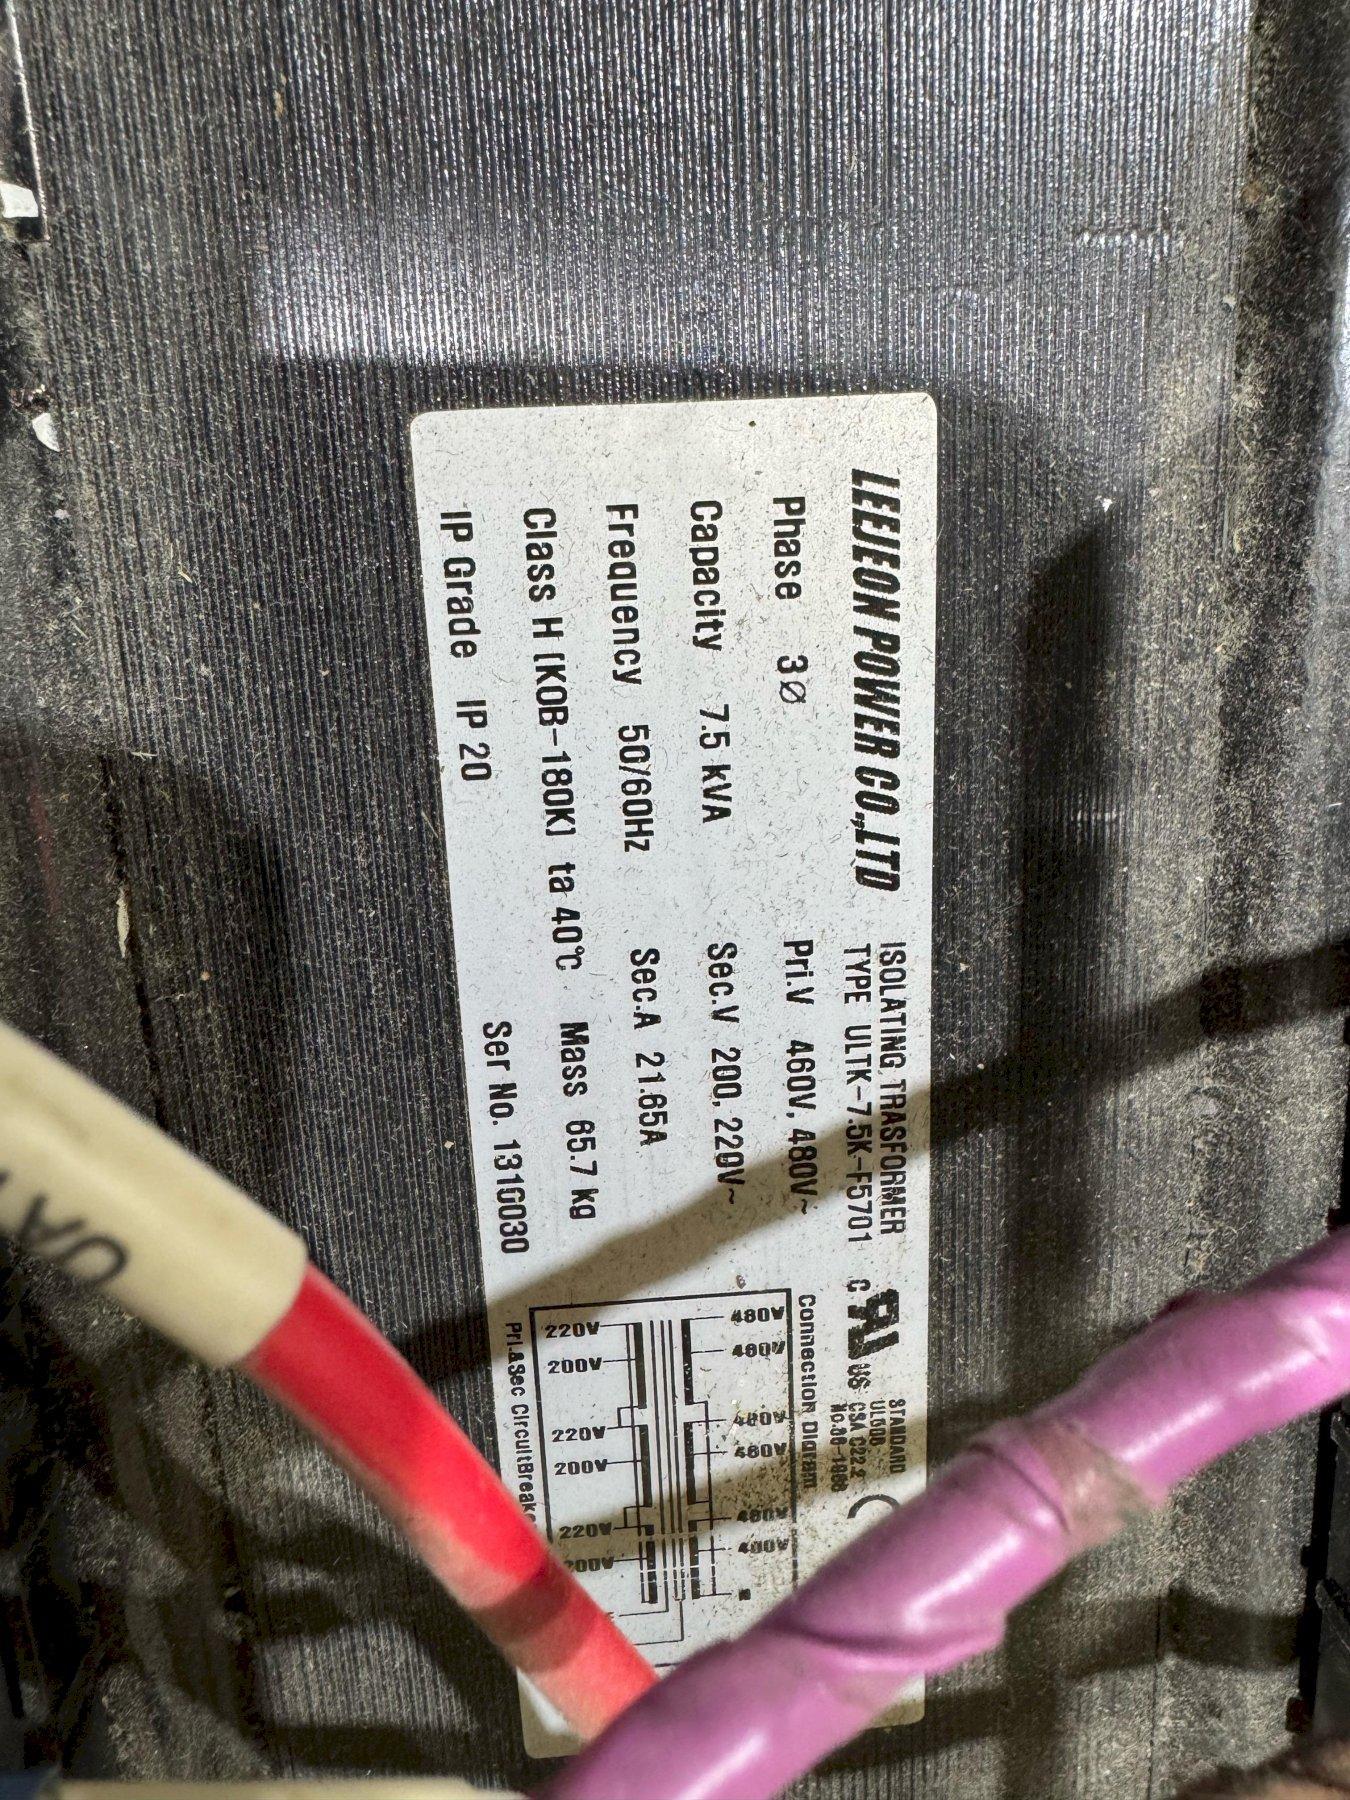 LEEJEON POWER CO.,LTD
ISOLATING TRASFORMER
TYPE ULTK-7.5K-F5701
C US
STANDARD
UL506
CSA C22.2
Phase 3Ø
Pri.V 460V, 480V~
Capacity 7.5 kVA
Sec.V 200, 220V~
Frequency 50/60Hz
Sec.A 21.65A
Class H [KOB-180K] ta 40℃ Mass 65.7 kg
IP Grade IP 20
Ser No. 1310030
Connection Diagram
480V
460V
480V
460V
480V
460V
220V
200V
220V
200V
220V
200V
Pri.&Sec CircuitBreake
UA